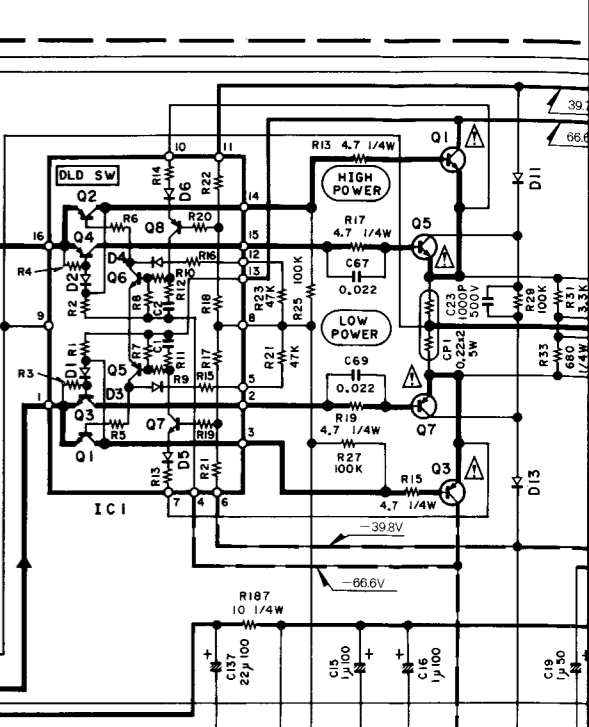 39.
66.6
10
11
R13 4.7 1/4W
Q1
DLD SW
R14
D6
R22
HIGH
POWER
D11
Q2
14
R6
Q8
R20
R17
4.7 1/4W
Q5
16
Q4
15
D4
R16
12
C67
0.022
R4
D2
Q6
R10
13
R2
R8
C2
R12
R18
R23
47K
R25
100K
C23
1000P
500V
R29
100K
R31
3.3K
9
8
LOW
POWER
R1
R7
C1
R11
R17
R21
47K
CP1
0.22x2
5W
R33
680
1/4W
R3
D1
Q5
R9
R15
5
C69
0.022
D3
1
Q3
2
R19
4.7 1/4W
Q7
R5
Q7
R19
Q1
3
R27
100K
Q3
D5
R13
R21
R15
4.7 1/4W
D13
IC1
7
4
6
−39.8V
−66.6V
R187
10 1/4W
C137
22µ100
C15
1µ100
C16
1µ100
C19
1µ50